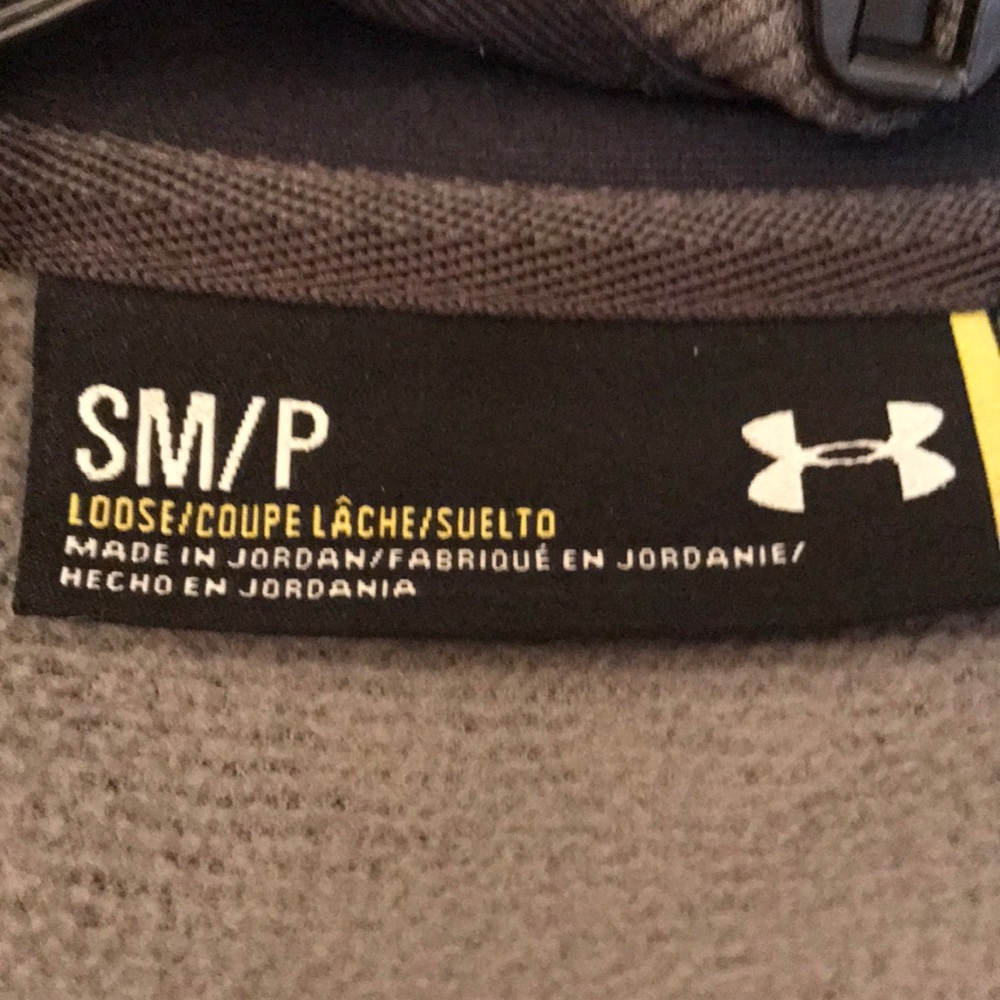 SM/P
LOOSE/COUPE LÂCHE/SUELTO
MADE IN JORDAN/FABRIQUÉ EN JORDANIE/
HECHO EN JORDANIA